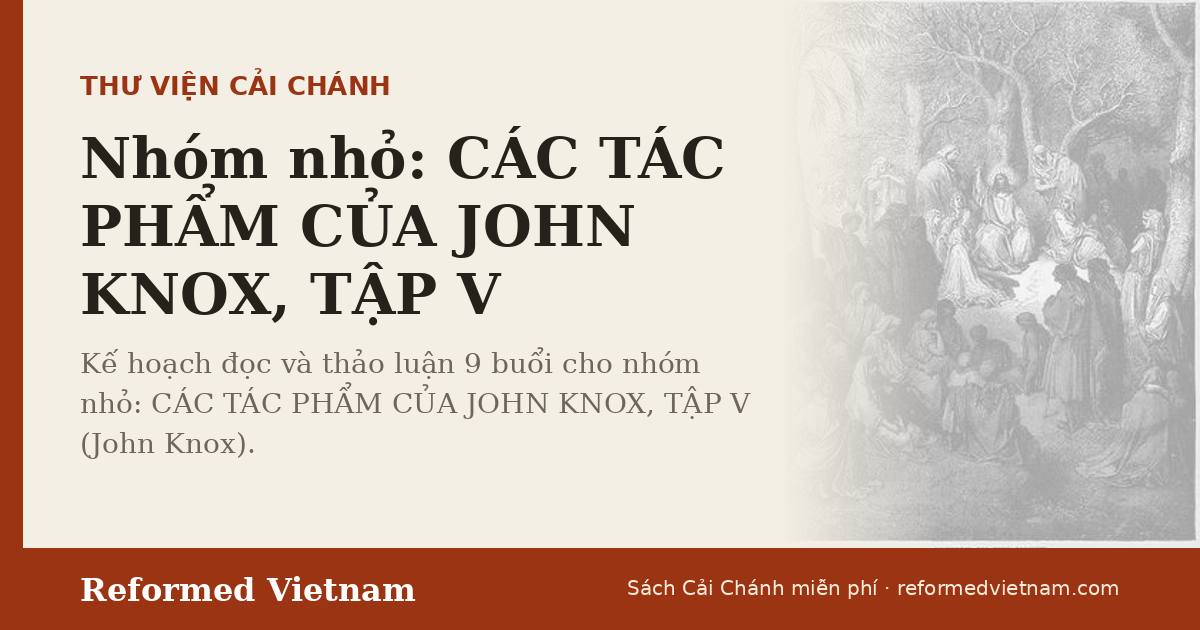 THƯ VIỆN CẢI CHÁNH
Nhóm nhỏ: CÁC TÁC
PHẨM CỦA JOHN
KNOX, TẬP V
Kế hoạch đọc và thảo luận 9 buổi cho nhóm
nhỏ: CÁC TÁC PHẨM CỦA JOHN KNOX, TẬP V
(John Knox).
Reformed Vietnam
Sách Cải Chánh miễn phí · reformedvietnam.com